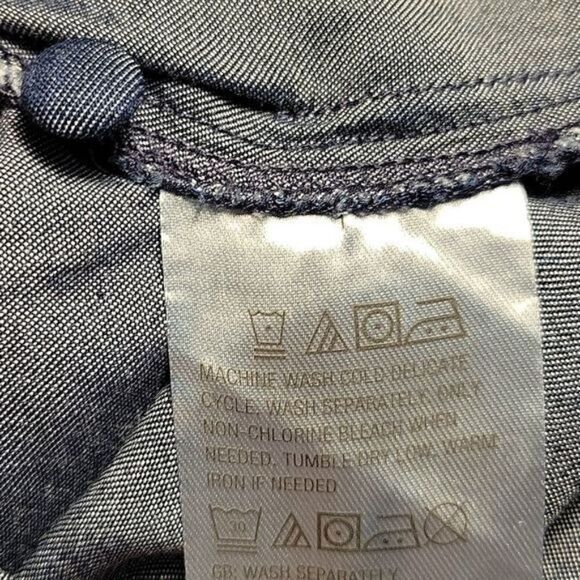 MACHINE WASH COLD DELICATE
CYCLE. WASH SEPARATELY. ONLY
NON-CHLORINE BLEACH WHEN
NEEDED. TUMBLE DRY LOW. WARM
IRON IF NEEDED
30
GB: WASH SEPARATELY